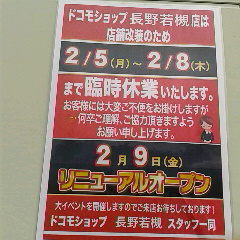 ドコモショップ 長野若槻店は
店舗改装のため
2/5(月)～2/8(木)
まで臨時休業いたします。
お客様には大変ご不便をお掛けしますが
何卒ご理解、ご協力頂きますよう
お願い申し上げます。
2月9日(金)
リニューアルオープン
大イベントを開催しますのでご来店お待ちしております!
ドコモショップ 長野若槻 スタッフ一同